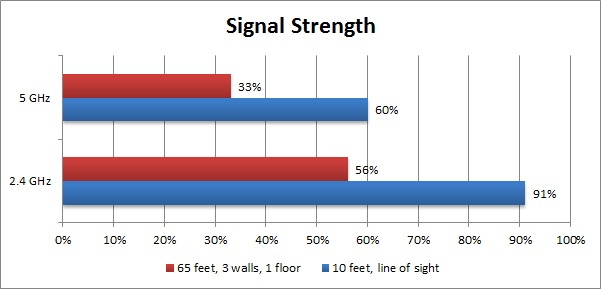 Signal Strength
5 GHz
33%
60%
2.4 GHz
56%
91%
0% 10% 20% 30% 40% 50% 60% 70% 80% 90% 100%
65 feet, 3 walls, 1 floor 10 feet, line of sight